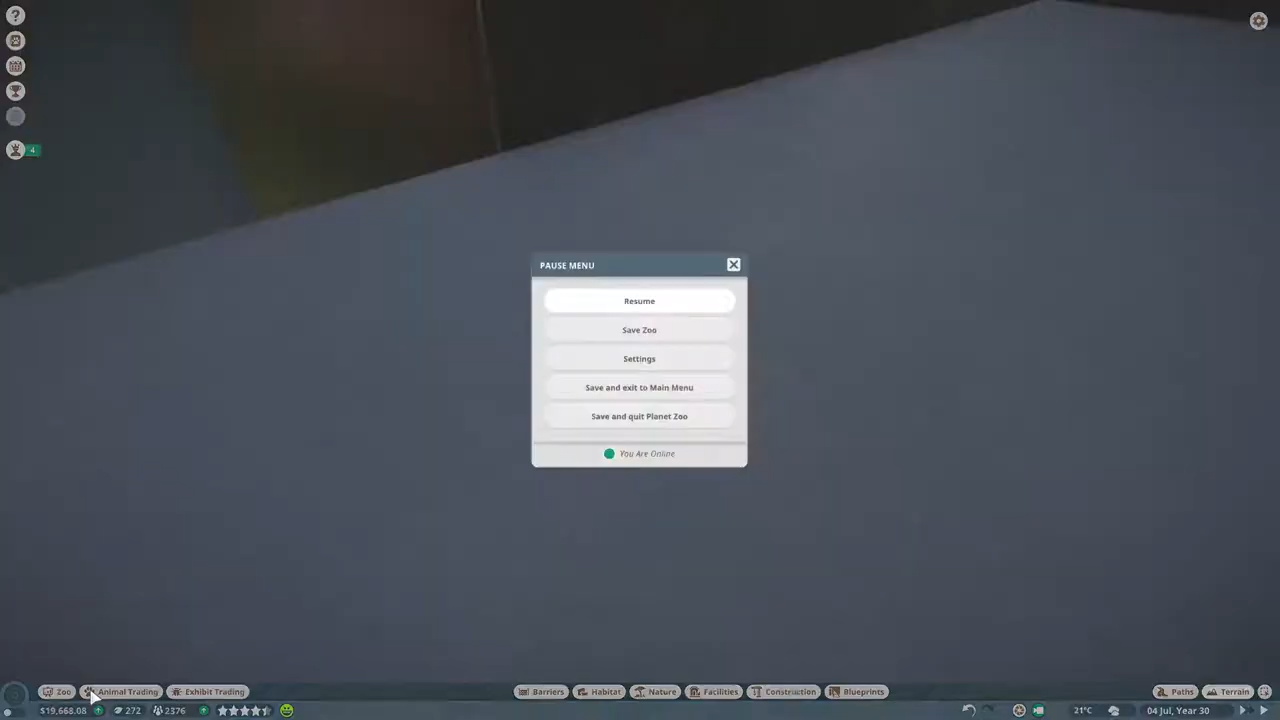 ?
4
PAUSE MENU
Resume
Save Zoo
Settings
Save and exit to Main Menu
Save and quit Planet Zoo
You Are Online
Zoo
Animal Trading
Exhibit Trading
Barriers
Habitat
Nature
Facilities
Construction
Blueprints
Paths
Terrain
$19,668.08
272
2376
21°C
04 Jul, Year 30